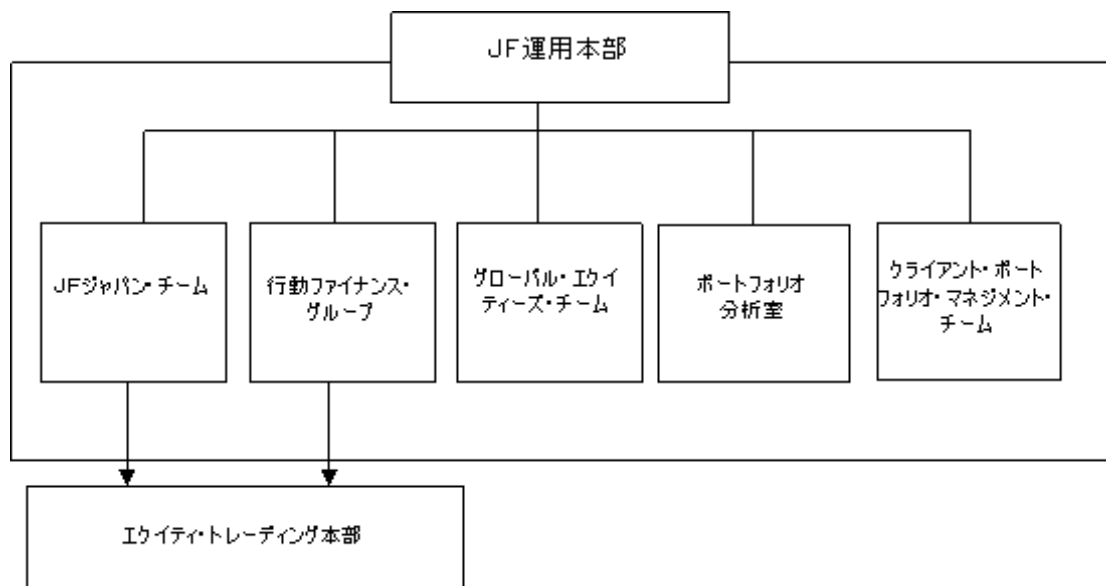 JF運用本部
JFジャパン・チーム
行動ファイナンス・
グループ
グローバル・エクイ
ティーズ・チーム
ポートフォリオ
分析室
クライアント・ポート
フォリオ・マネジメント・
チーム
エクイティ・トレーディング本部